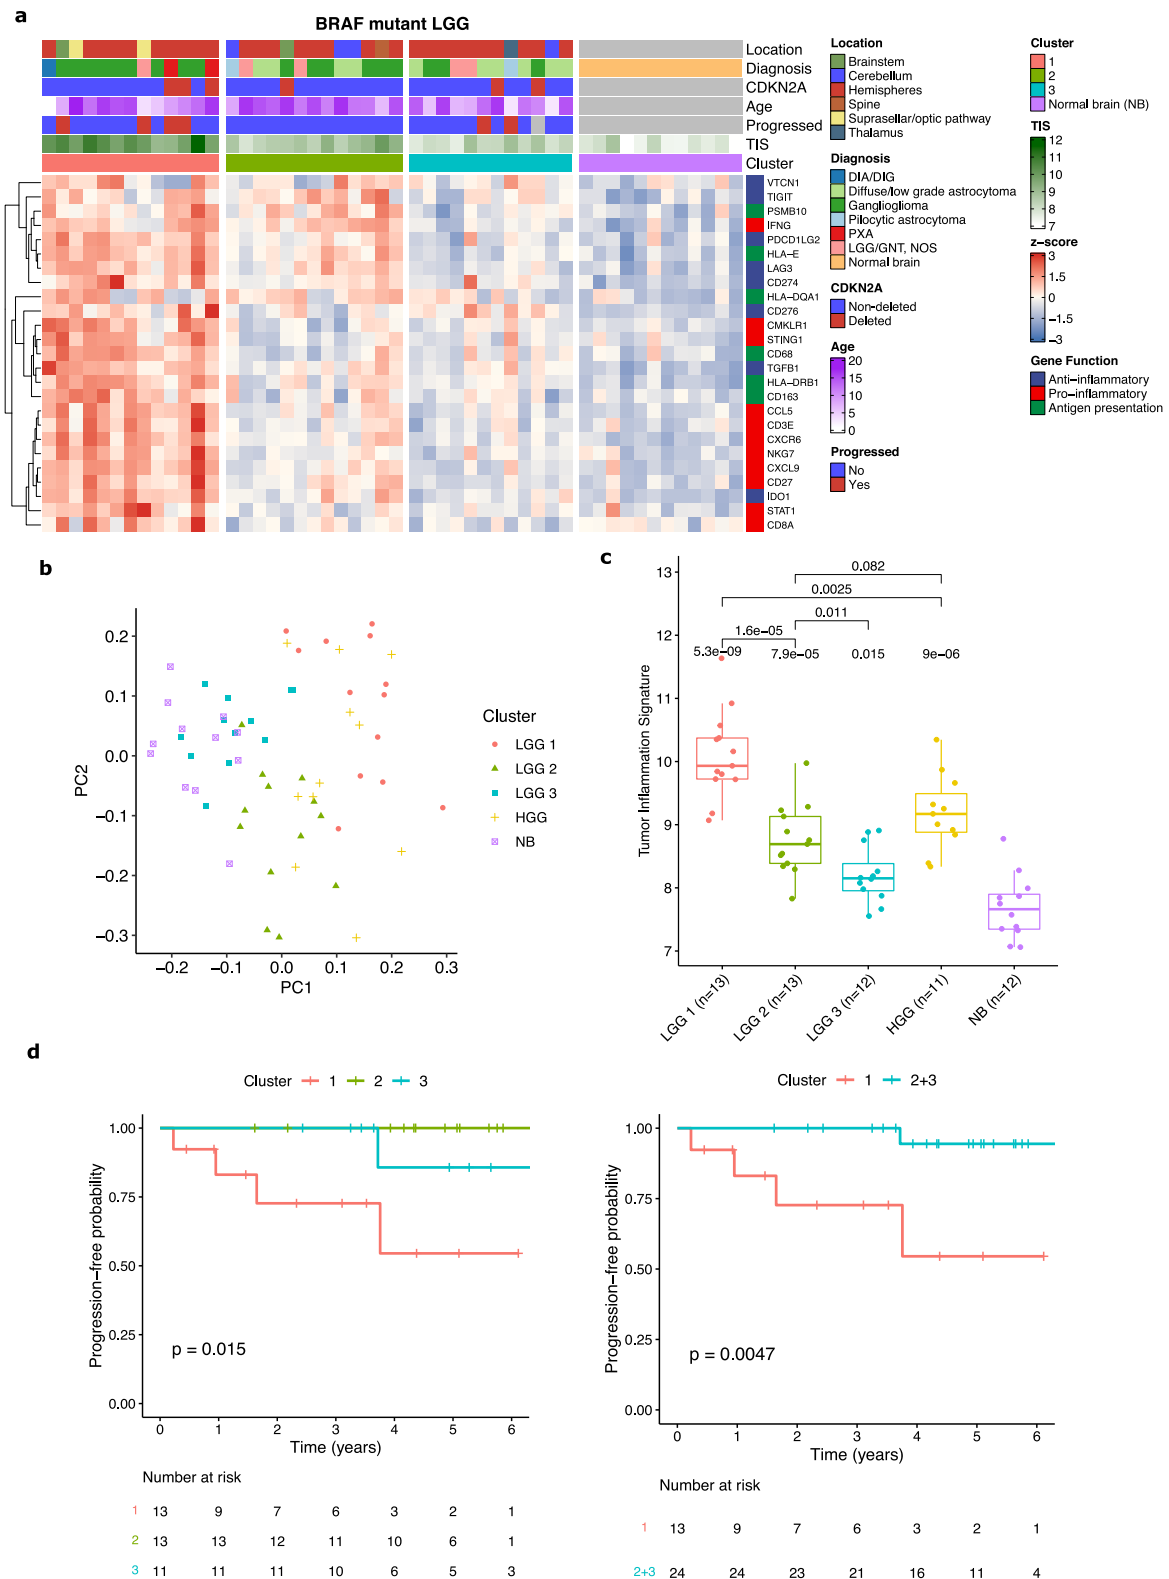 a
BRAF mutant LGG
Location
Diagnosis
CDKN2A
Age
Progressed
TIS
Cluster
VTCN1
TIGIT
PSMB10
IFNG
PDCD1LG2
HLA−E
LAG3
CD274
HLA−DQA1
CD276
CMKLR1
STING1
CD68
TGFB1
HLA−DRB1
CD163
CCL5
CD3E
CXCR6
NKG7
CXCL9
CD27
IDO1
STAT1
CD8A
Location
Brainstem
Cerebellum
Hemispheres
Spine
Suprasellar/optic pathway
Thalamus
Diagnosis
DIA/DIG
Diffuse/low grade astrocytoma
Ganglioglioma
Pilocytic astrocytoma
PXA
LGG/GNT, NOS
Normal brain
CDKN2A
Non−deleted
Deleted
Age
20
15
10
5
0
Progressed
No
Yes
Cluster
1
2
3
Normal brain (NB)
TIS
12
11
10
9
8
7
z−score
3
1.5
0
−1.5
−3
Gene Function
Anti−inflammatory
Pro−inflammatory
Antigen presentation
b
PC2
0.2
0.1
0.0
−0.1
−0.2
−0.3
−0.2 −0.1 0.0 0.1 0.2 0.3
PC1
Cluster
LGG 1
LGG 2
LGG 3
HGG
NB
c
Tumor Inflammation Signature
13
12
11
10
9
8
7
0.082
0.0025
0.011
1.6e−05
5.3e−09 7.9e−05 0.015 9e−06
LGG 1 (n=13) LGG 2 (n=13) LGG 3 (n=12) HGG (n=11) NB (n=12)
d
Cluster 1 2 3
Progression−free probability
1.00
0.75
0.50
0.25
0.00
p = 0.015
0 1 2 3 4 5 6
Time (years)
Number at risk
1 13 9 7 6 3 2 1
2 13 13 12 11 10 6 1
3 11 11 11 10 6 5 3
Cluster 1 2+3
Progression−free probability
1.00
0.75
0.50
0.25
0.00
p = 0.0047
0 1 2 3 4 5 6
Time (years)
Number at risk
1 13 9 7 6 3 2 1
2+3 24 24 23 21 16 11 4